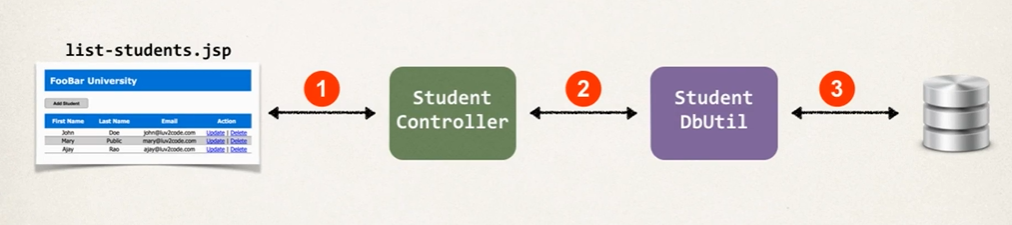 list-students.jsp
FooBar University
Add Student
First Name Last Name Email Action
John Doe john@luv2code.com Update | Delete
Mary Public mary@luv2code.com Update | Delete
Ajay Rao ajay@luv2code.com Update | Delete
1
Student
Controller
2
Student
DbUtil
3